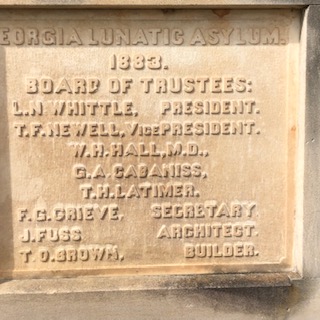 EORGIA LUNATIC ASYLUM.
1883.
BOARD OF TRUSTEES:
L.N WHITTLE, PRESIDENT.
T.F. NEWELL, VICE PRESIDENT.
W.H. HALL, M.D.,
G.A. CABANISS,
T.H. LATIMER.
F.G. GRIEVE, SECRETARY
J. FUSS ARCHITECT.
T.O. BROWN, BUILDER.